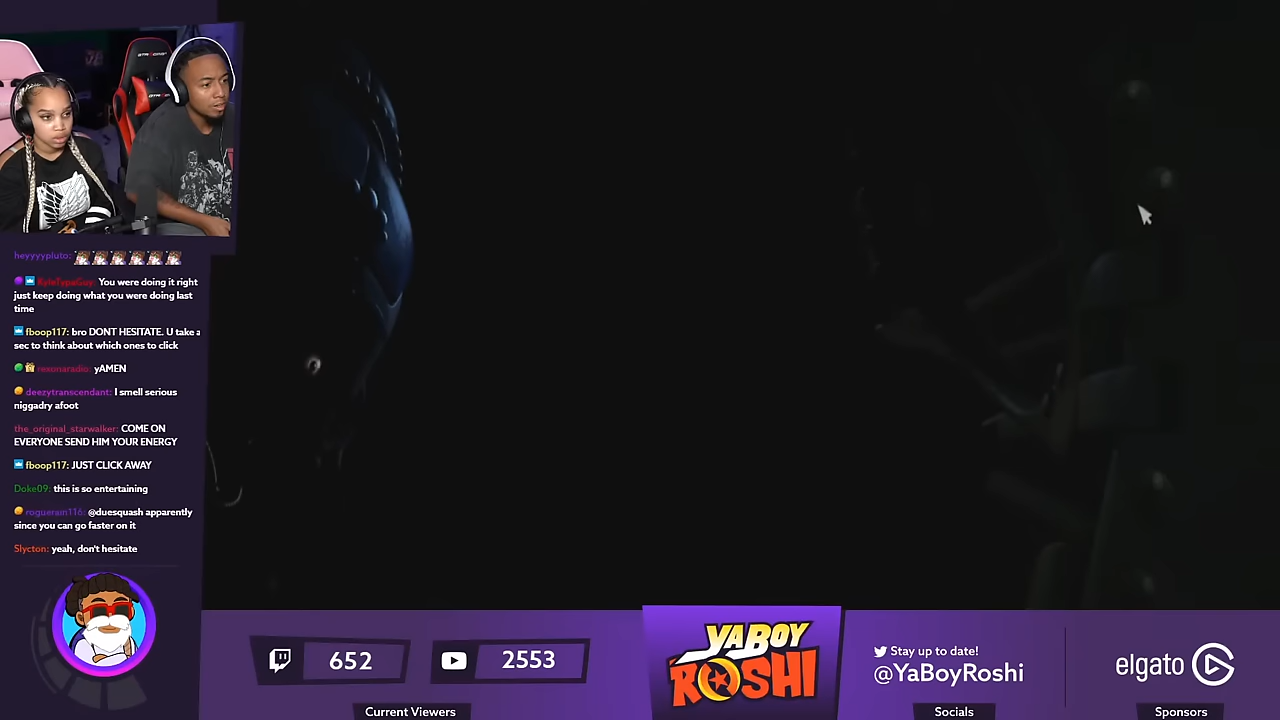 heyyyypluto:
KyleTypaGuy: You were doing it right
just keep doing what you were doing last
time
fboop117: bro DONT HESITATE. U take a
sec to think about which ones to click
rexonaradio: yAMEN
deezytranscendant: I smell serious
niggadry afoot
the_original_starwalker: COME ON
EVERYONE SEND HIM YOUR ENERGY
fboop117: JUST CLICK AWAY
Doke09: this is so entertaining
roguerain116: @duesquash apparently
since you can go faster on it
Slycton: yeah, don't hesitate
652
2553
Current Viewers
YABOY
ROSHI
Stay up to date!
@YaBoyRoshi
Socials
elgato
Sponsors